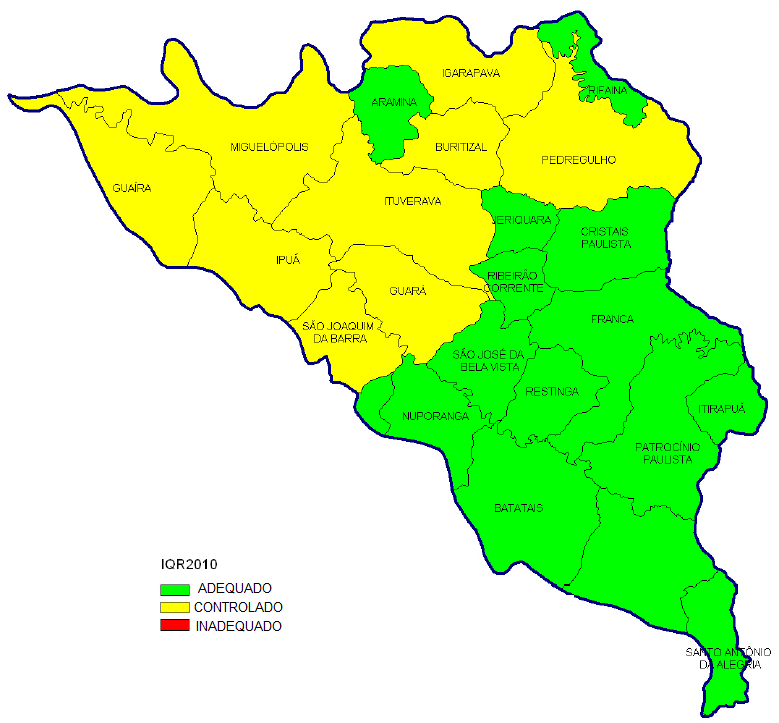 IGARAPAVA
RIFAINA
ARAMINA
MIGUELÓPOLIS
BURITIZAL
PEDREGULHO
GUAÍRA
ITUVERAVA
JERIQUARA
CRISTAIS
PAULISTA
IPUÃ
RIBEIRÃO
CORRENTE
GUARÁ
FRANCA
SÃO JOAQUIM
DA BARRA
SÃO JOSÉ DA
BELA VISTA
RESTINGA
NUPORANGA
ITIRAPUÃ
PATROCÍNIO
PAULISTA
BATATAIS
SANTO ANTÔNIO
DA ALEGRIA
IQR2010
ADEQUADO
CONTROLADO
INADEQUADO